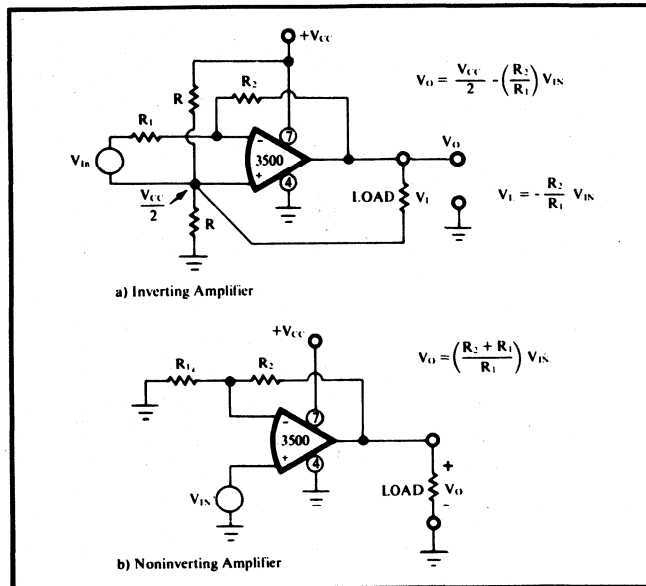 +VCC
R2
R
R1
VO = VCC/2 - (R2/R1) VIN
7
VO
VIn
-
3500
+
4
VCC/2
LOAD
VL
VL = - R2/R1 VIN
R
a) Inverting Amplifier
+VCC
VO = (R2 + R1 / R1) VIN
R1
R2
7
-
3500
+
4
VIN
+
LOAD
VO
-
b) Noninverting Amplifier